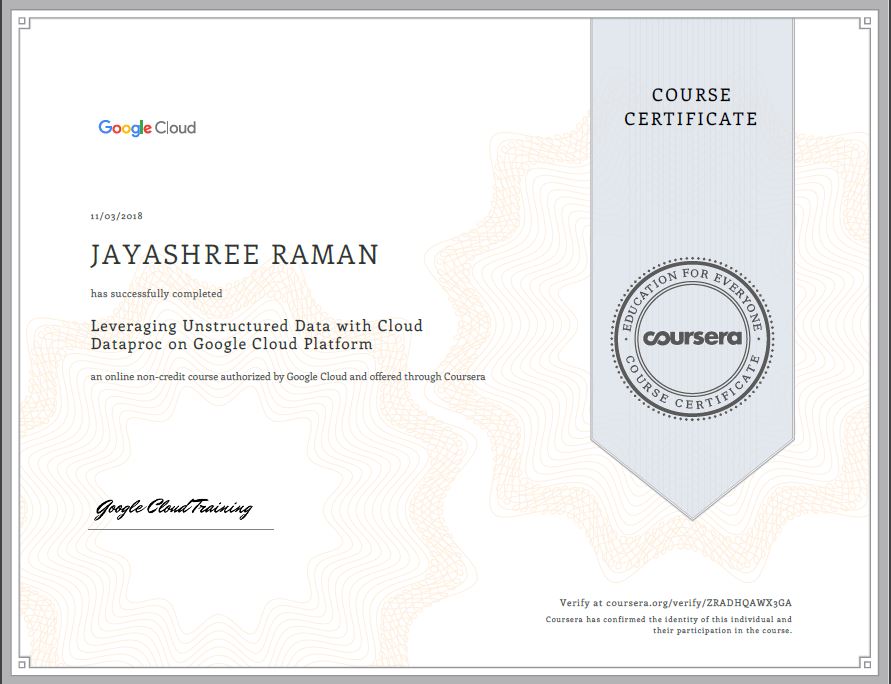 Google Cloud
11/03/2018
JAYASHREE RAMAN
has successfully completed
Leveraging Unstructured Data with Cloud
Dataproc on Google Cloud Platform
an online non-credit course authorized by Google Cloud and offered through Coursera
Google Cloud Training
COURSE
CERTIFICATE
EDUCATION FOR EVERYONE
coursera
COURSE CERTIFICATE
Verify at coursera.org/verify/ZRADHQAWX3GA
Coursera has confirmed the identity of this individual and
their participation in the course.